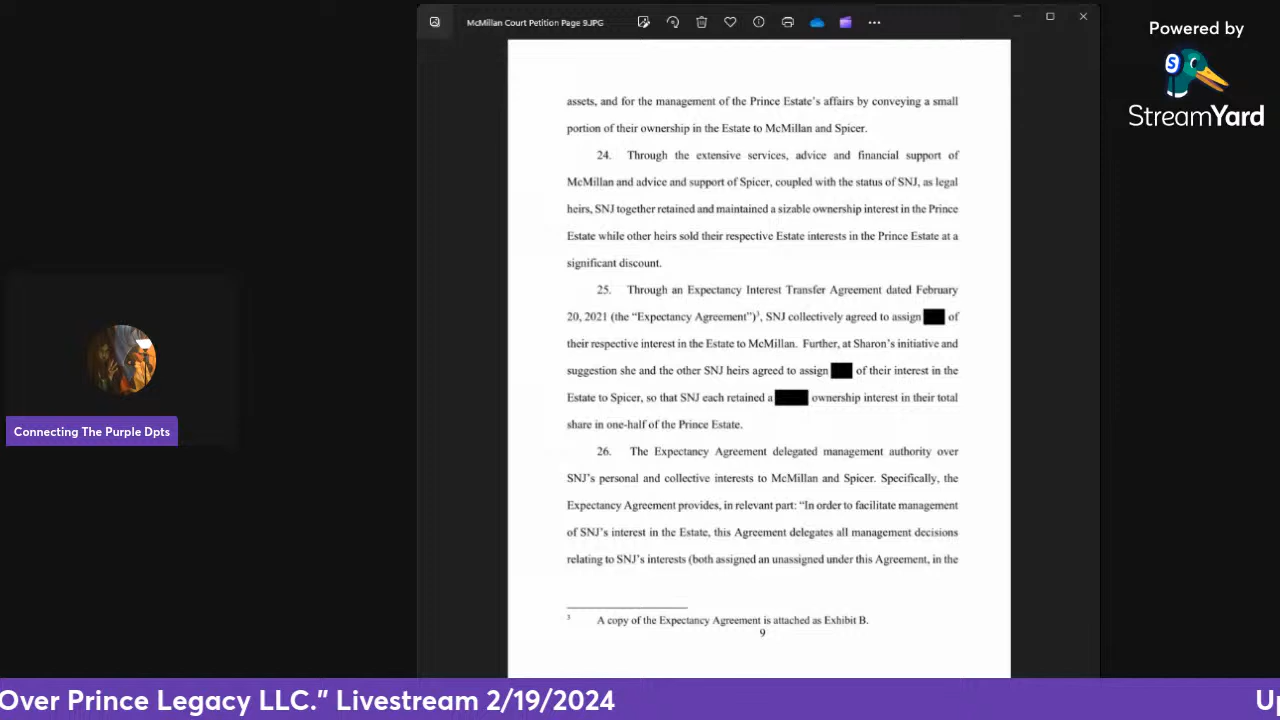 McMillan Court Petition Page 9.JPG
Powered by
StreamYard
assets, and for the management of the Prince Estate's affairs by conveying a small
portion of their ownership in the Estate to McMillan and Spicer.
24. Through the extensive services, advice and financial support of
McMillan and advice and support of Spicer, coupled with the status of SNJ, as legal
heirs, SNJ together retained and maintained a sizable ownership interest in the Prince
Estate while other heirs sold their respective Estate interests in the Prince Estate at a
significant discount.
25. Through an Expectancy Interest Transfer Agreement dated February
20, 2021 (the “Expectancy Agreement”)³, SNJ collectively agreed to assign of
their respective interest in the Estate to McMillan. Further, at Sharon's initiative and
suggestion she and the other SNJ heirs agreed to assign of their interest in the
Estate to Spicer, so that SNJ each retained a ownership interest in their total
share in one-half of the Prince Estate.
26. The Expectancy Agreement delegated management authority over
SNJ's personal and collective interests to McMillan and Spicer. Specifically, the
Expectancy Agreement provides, in relevant part: “In order to facilitate management
of SNJ's interest in the Estate, this Agreement delegates all management decisions
relating to SNJ's interests (both assigned an unassigned under this Agreement, in the
3 A copy of the Expectancy Agreement is attached as Exhibit B.
9
S
Connecting The Purple Dpts
Over Prince Legacy LLC.” Livestream 2/19/2024
Up